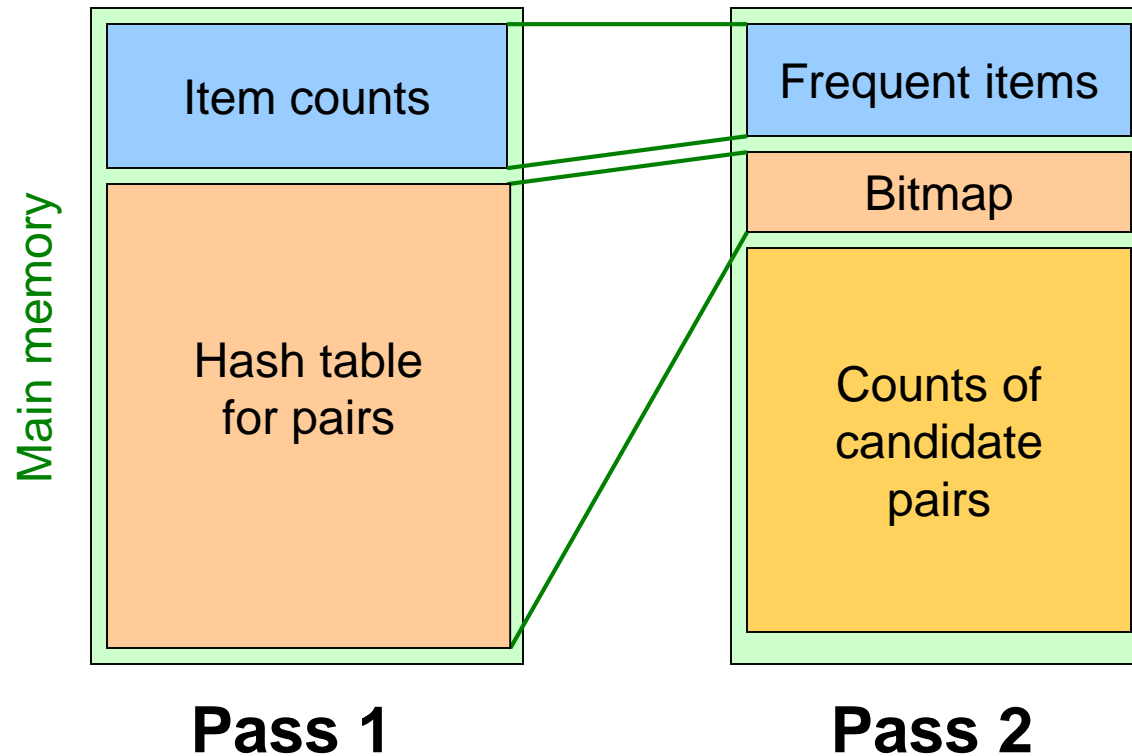 Main memory
Item counts
Hash table
for pairs
Pass 1
Frequent items
Bitmap
Counts of
candidate
pairs
Pass 2